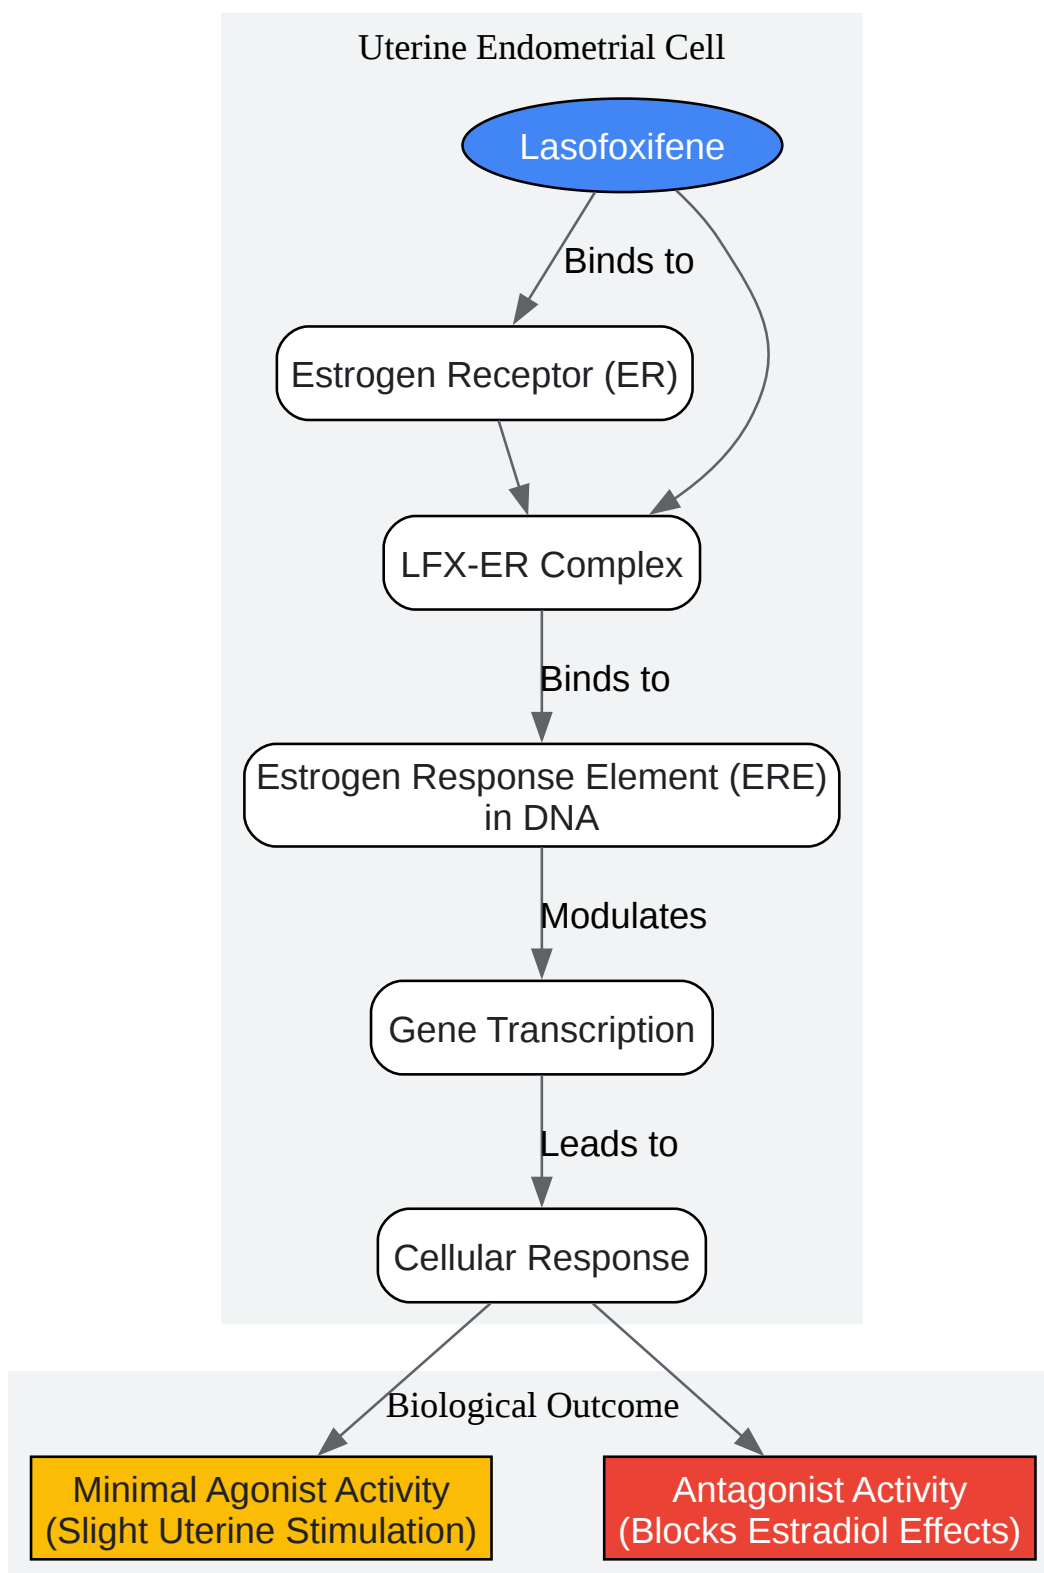 Uterine Endometrial Cell
Lasofoxifene
Binds to
Estrogen Receptor (ER)
LFX-ER Complex
Binds to
Estrogen Response Element (ERE)
in DNA
Modulates
Gene Transcription
Leads to
Cellular Response
Biological Outcome
Minimal Agonist Activity
(Slight Uterine Stimulation)
Antagonist Activity
(Blocks Estradiol Effects)